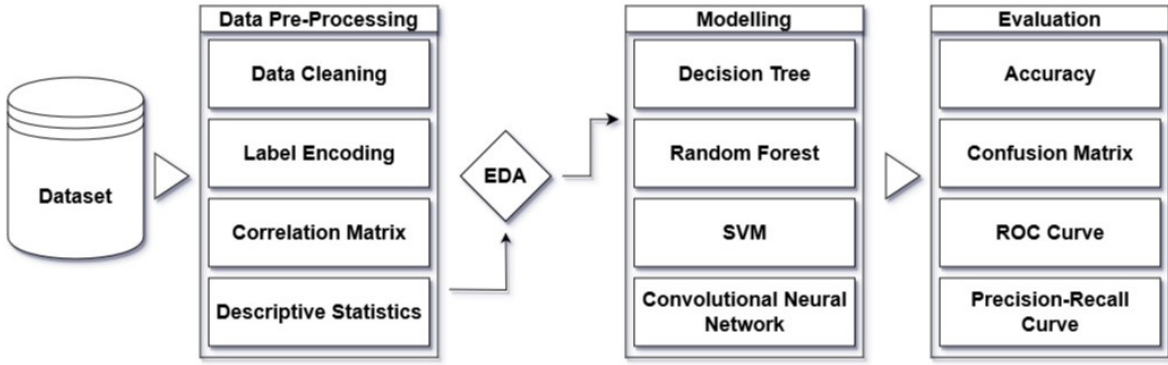 Dataset
Data Pre-Processing
Data Cleaning
Label Encoding
Correlation Matrix
Descriptive Statistics
EDA
Modelling
Decision Tree
Random Forest
SVM
Convolutional Neural
Network
Evaluation
Accuracy
Confusion Matrix
ROC Curve
Precision-Recall
Curve